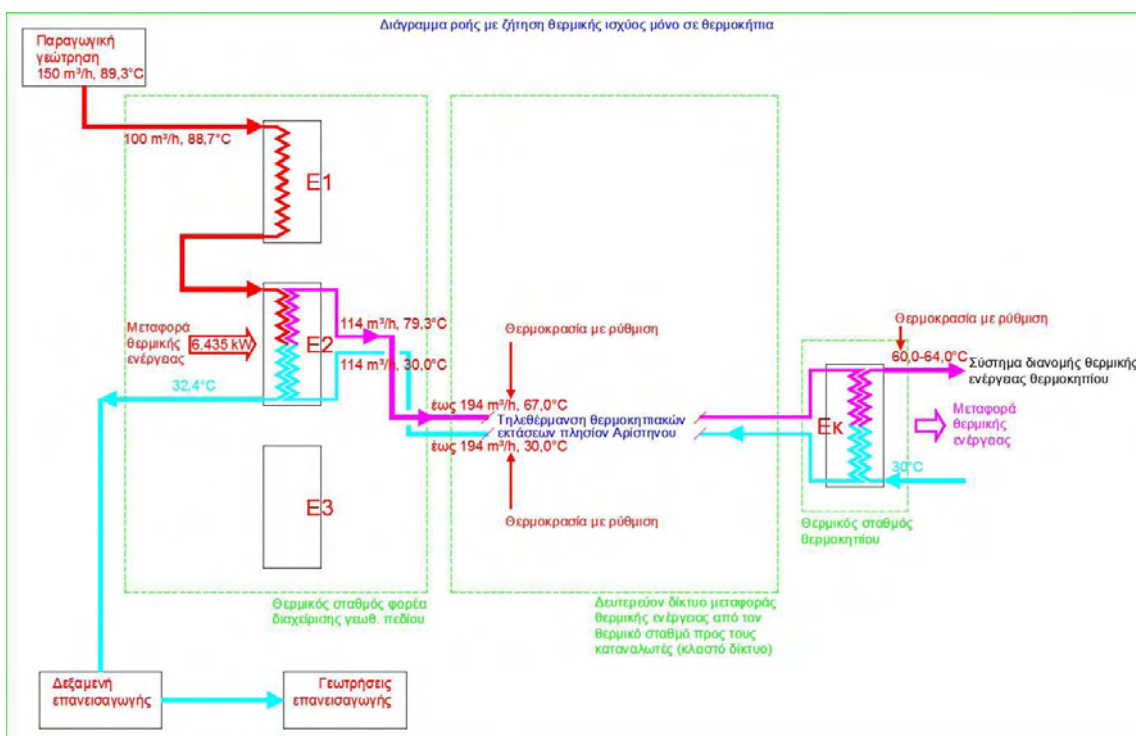 Διάγραμμα ροής με ζήτηση θερμικής ισχύος μόνο σε θερμοκήπια
Παραγωγική
γεώτρηση
150 m³/h, 89,3°C
100 m³/h, 88,7°C
E1
Μεταφορά
θερμικής
ενέργειας
6,435 kW
E2
114 m³/h, 79,3°C
114 m³/h, 30,0°C
32,4°C
E3
Θερμοκρασία με ρύθμιση
έως 194 m³/h, 67,0°C
Τηλεθέρμανση θερμοκηπιακών
εκτάσεων πλησίον Αρίστηνου
έως 194 m³/h, 30,0°C
Θερμοκρασία με ρύθμιση
Θερμοκρασία με ρύθμιση
60,0-64,0°C
Σύστημα διανομής θερμικής
ενέργειας θερμοκηπίου
Εκ
Μεταφορά
θερμικής
ενέργειας
30°C
Θερμικός σταθμός
θερμοκηπίου
Θερμικός σταθμός φορέα
διαχείρισης γεωθ. πεδίου
Δευτερεύον δίκτυο μεταφοράς
θερμικής ενέργειας από τον
θερμικό σταθμό προς τους
καταναλωτές (κλαστό δίκτυο)
Δεξαμενή
επανεισαγωγής
Γεωτρήσεις
επανεισαγωγής